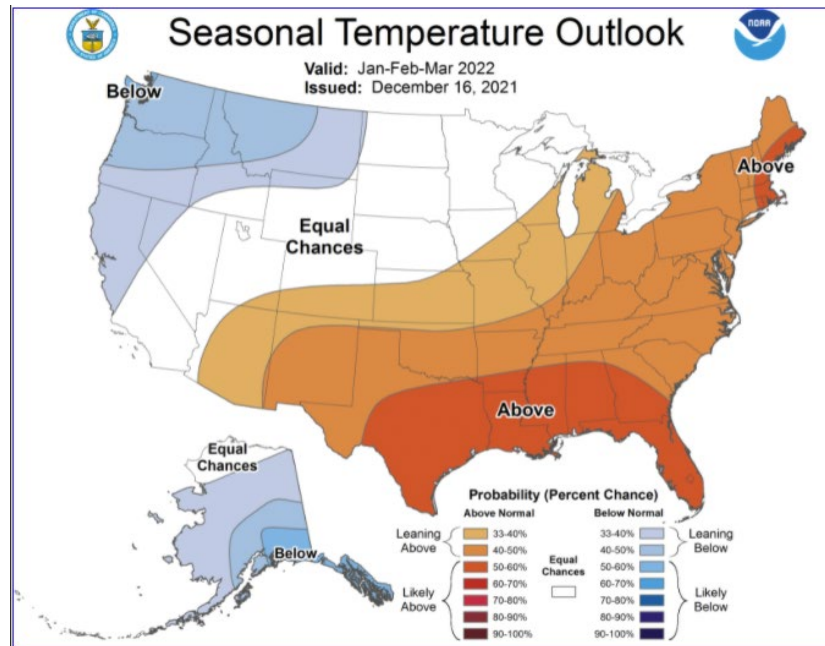 Seasonal Temperature Outlook
NOAA
Valid: Jan-Feb-Mar 2022
Issued: December 16, 2021
Below
Above
Equal
Chances
Above
Equal
Chances
Below
Probability (Percent Chance)
Above Normal
Below Normal
Leaning
Above
33-40%
40-50%
50-60%
60-70%
70-80%
80-90%
90-100%
Likely
Above
Equal
Chances
33-40%
40-50%
50-60%
60-70%
70-80%
80-90%
90-100%
Leaning
Below
Likely
Below